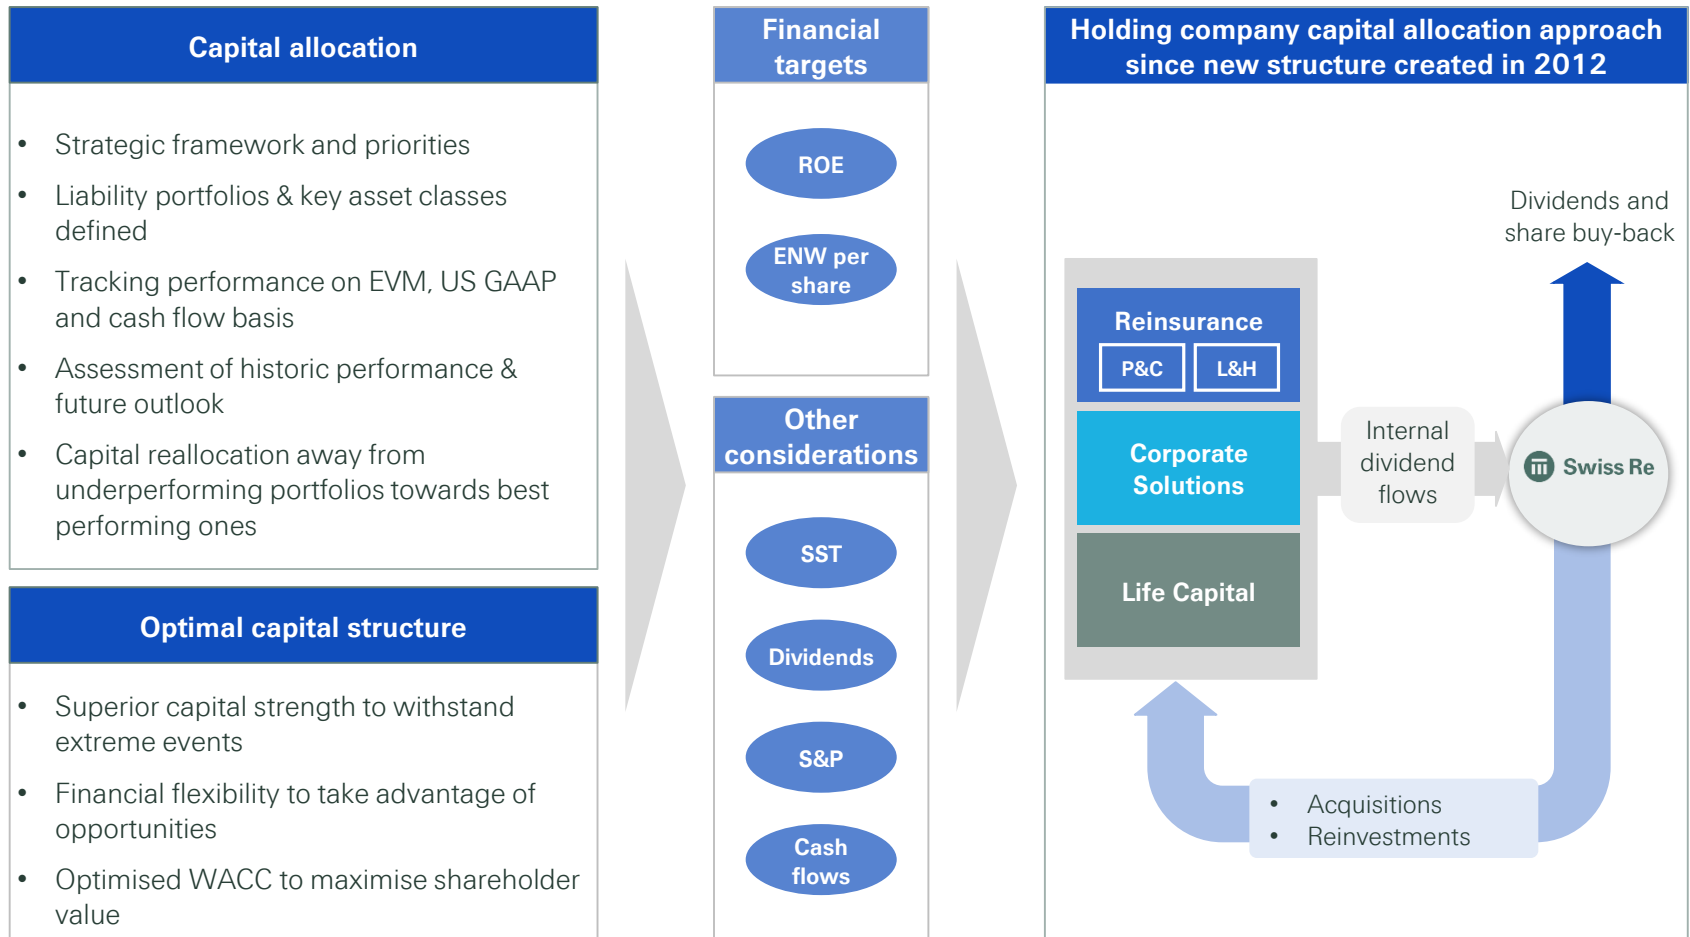 Capital allocation
• Strategic framework and priorities
• Liability portfolios & key asset classes
defined
• Tracking performance on EVM, US GAAP
and cash flow basis
• Assessment of historic performance &
future outlook
• Capital reallocation away from
underperforming portfolios towards best
performing ones
Optimal capital structure
• Superior capital strength to withstand
extreme events
• Financial flexibility to take advantage of
opportunities
• Optimised WACC to maximise shareholder
value
Financial
targets
ROE
ENW per
share
Other
considerations
SST
Dividends
S&P
Cash
flows
Holding company capital allocation approach
since new structure created in 2012
Dividends and
share buy-back
Reinsurance
P&C
L&H
Corporate
Solutions
Life Capital
Internal
dividend
flows
Swiss Re
• Acquisitions
• Reinvestments